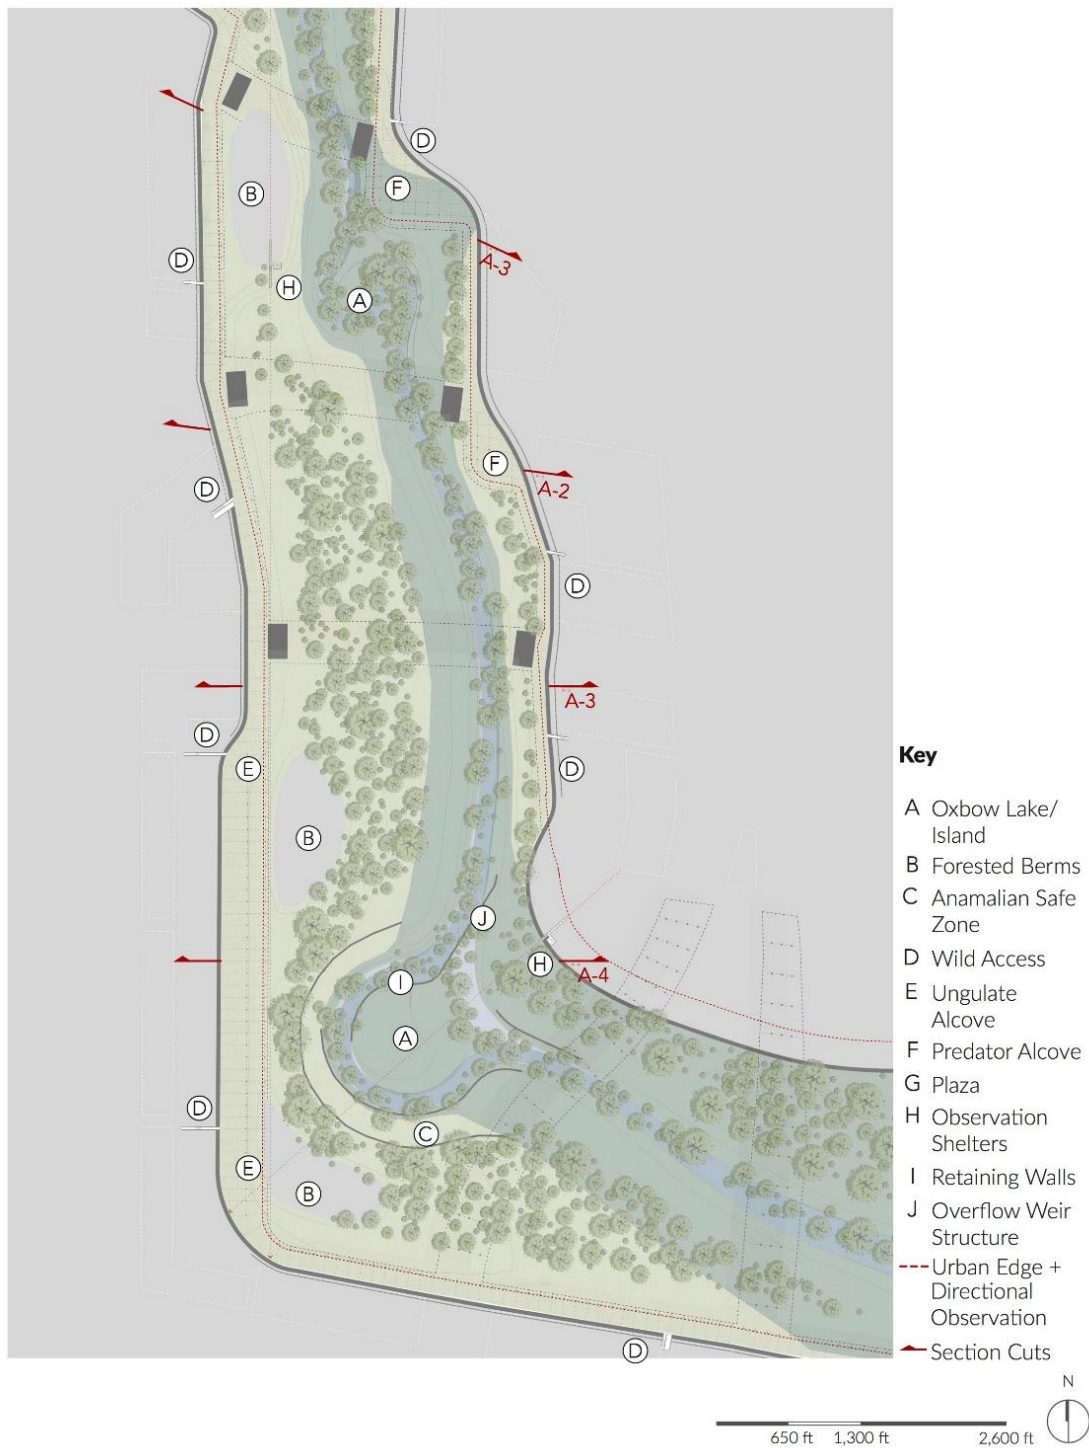 D
F
B
D
A-3
H
A
F
A-2
D
D
A-3
D
D
E
B
J
H
A-4
I
A
D
C
E
B
D
Key
A Oxbow Lake/
Island
B Forested Berms
C Anamalian Safe
Zone
D Wild Access
E Ungulate
Alcove
F Predator Alcove
G Plaza
H Observation
Shelters
I Retaining Walls
J Overflow Weir
Structure
Urban Edge +
Directional
Observation
Section Cuts
N
650 ft 1,300 ft 2,600 ft